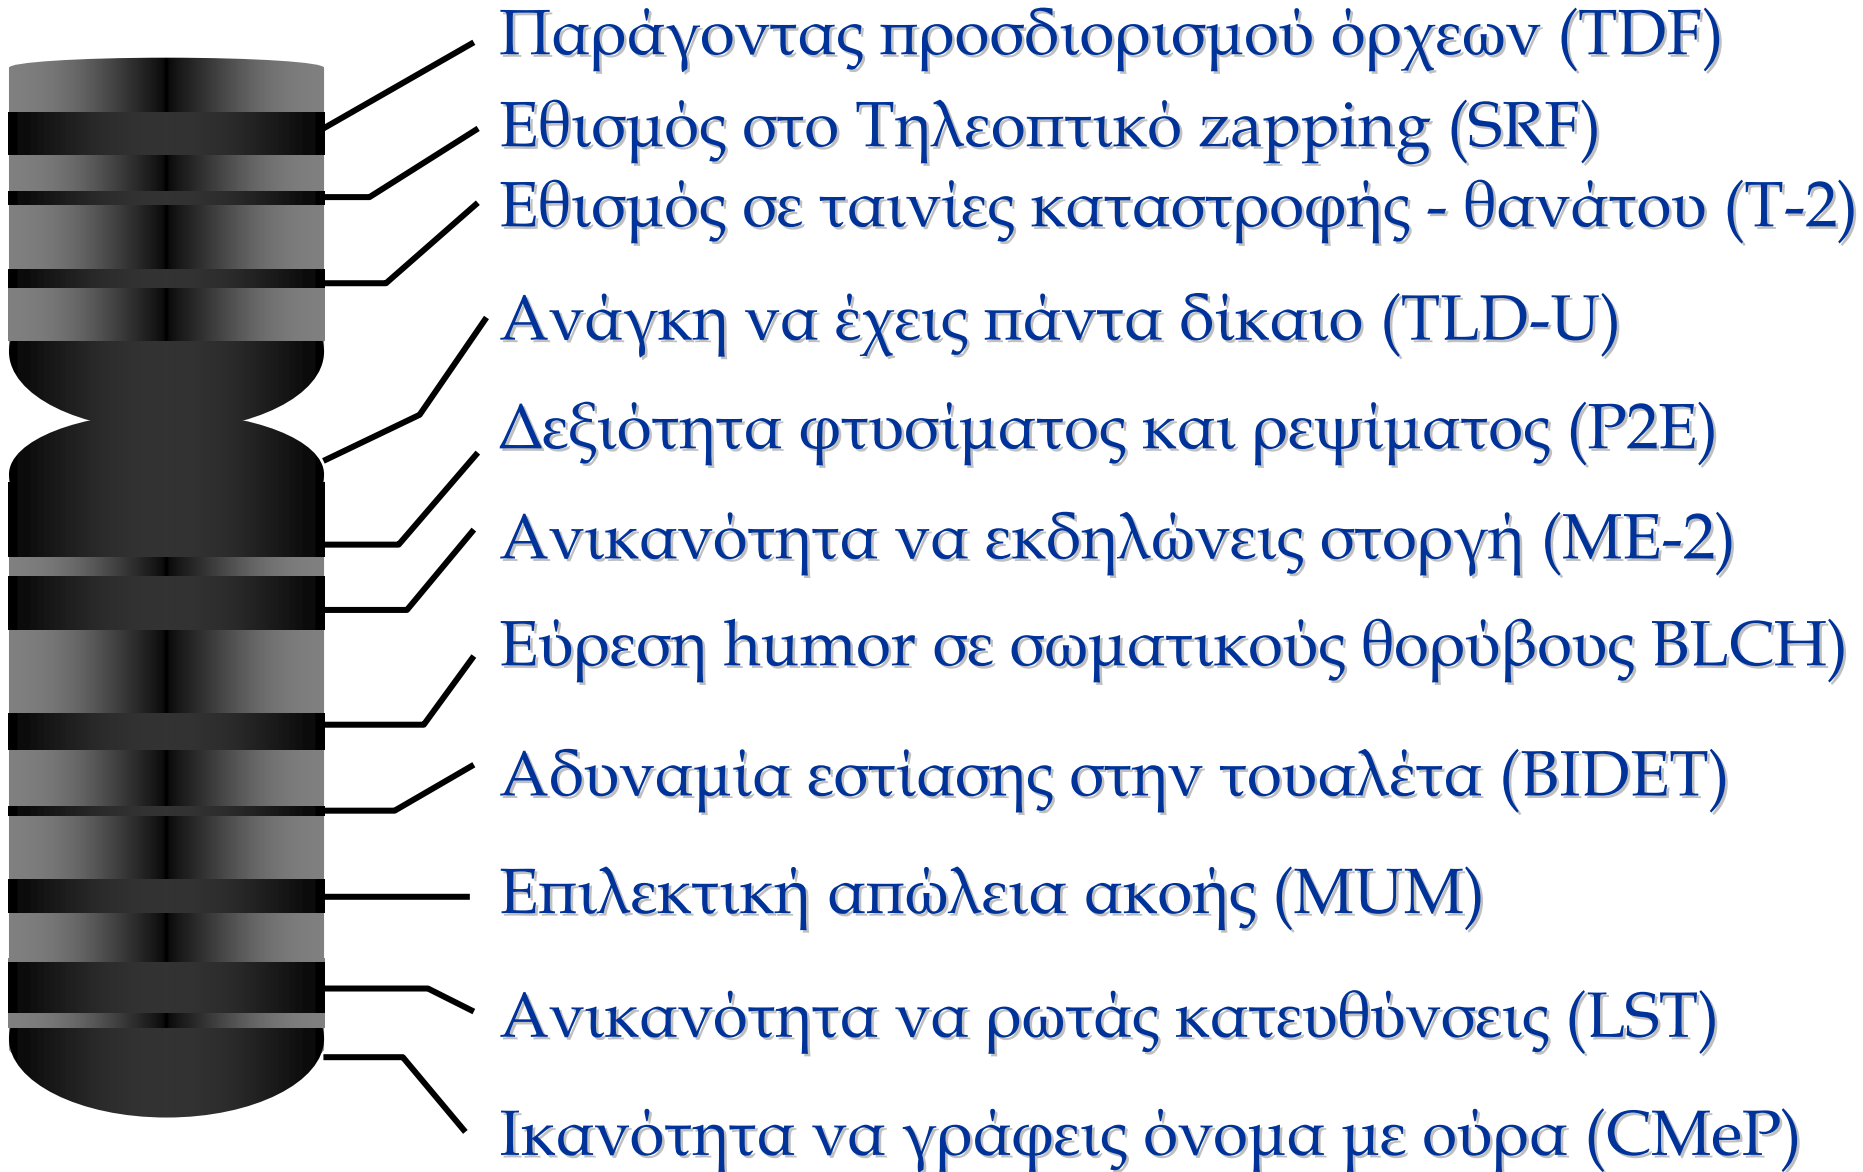 Παράγοντας προσδιορισμού όρχεων (TDF)
Εθισμός στο Τηλεοπτικό zapping (SRF)
Εθισμός σε ταινίες καταστροφής - θανάτου (T-2)
Ανάγκη να έχεις πάντα δίκαιο (TLD-U)
Δεξιότητα φτυσίματος και ρεψίματος (P2E)
Ανικανότητα να εκδηλώνεις στοργή (ME-2)
Εύρεση humor σε σωματικούς θορύβους BLCH)
Αδυναμία εστίασης στην τουαλέτα (BIDET)
Επιλεκτική απώλεια ακοής (MUM)
Ανικανότητα να ρωτάς κατευθύνσεις (LST)
Ικανότητα να γράφεις όνομα με ούρα (CMeP)